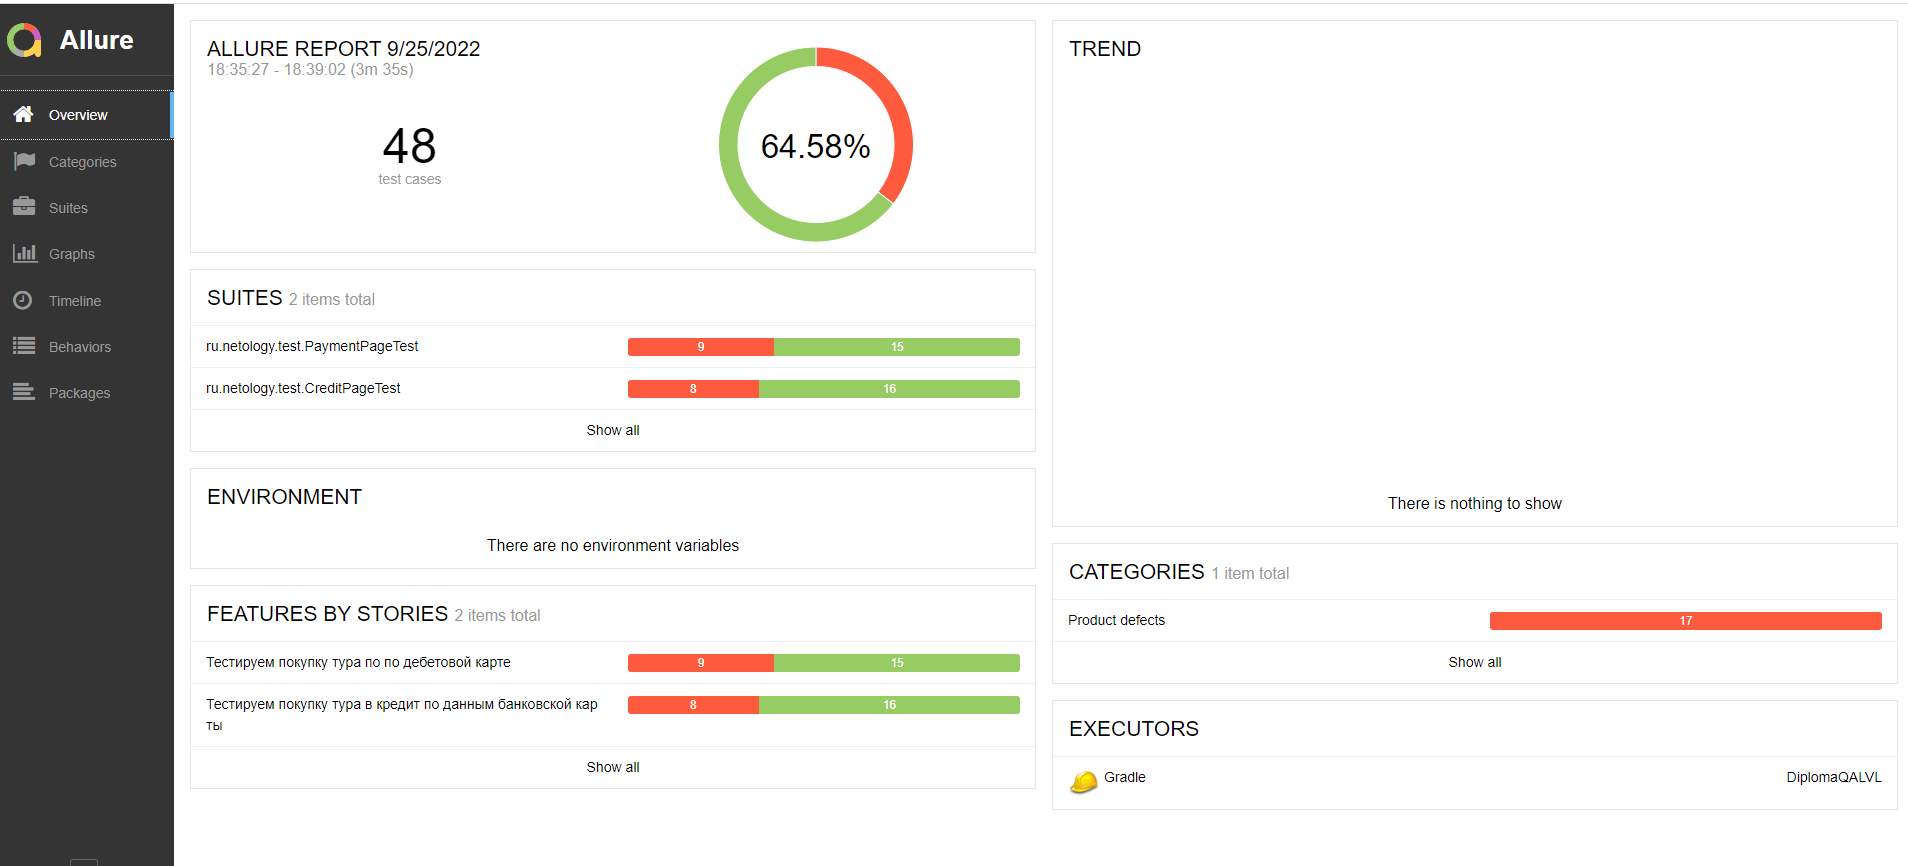 Allure
Overview
Categories
Suites
Graphs
Timeline
Behaviors
Packages
ALLURE REPORT 9/25/2022
18:35:27 - 18:39:02 (3m 35s)
48
test cases
64.58%
SUITES 2 items total
ru.netology.test.PaymentPageTest 9 15
ru.netology.test.CreditPageTest 8 16
Show all
ENVIRONMENT
There are no environment variables
FEATURES BY STORIES 2 items total
Тестируем покупку тура по по дебетовой карте 9 15
Тестируем покупку тура в кредит по данным банковской кар 8 16
ты
Show all
TREND
There is nothing to show
CATEGORIES 1 item total
Product defects 17
Show all
EXECUTORS
Gradle DiplomaQALVL